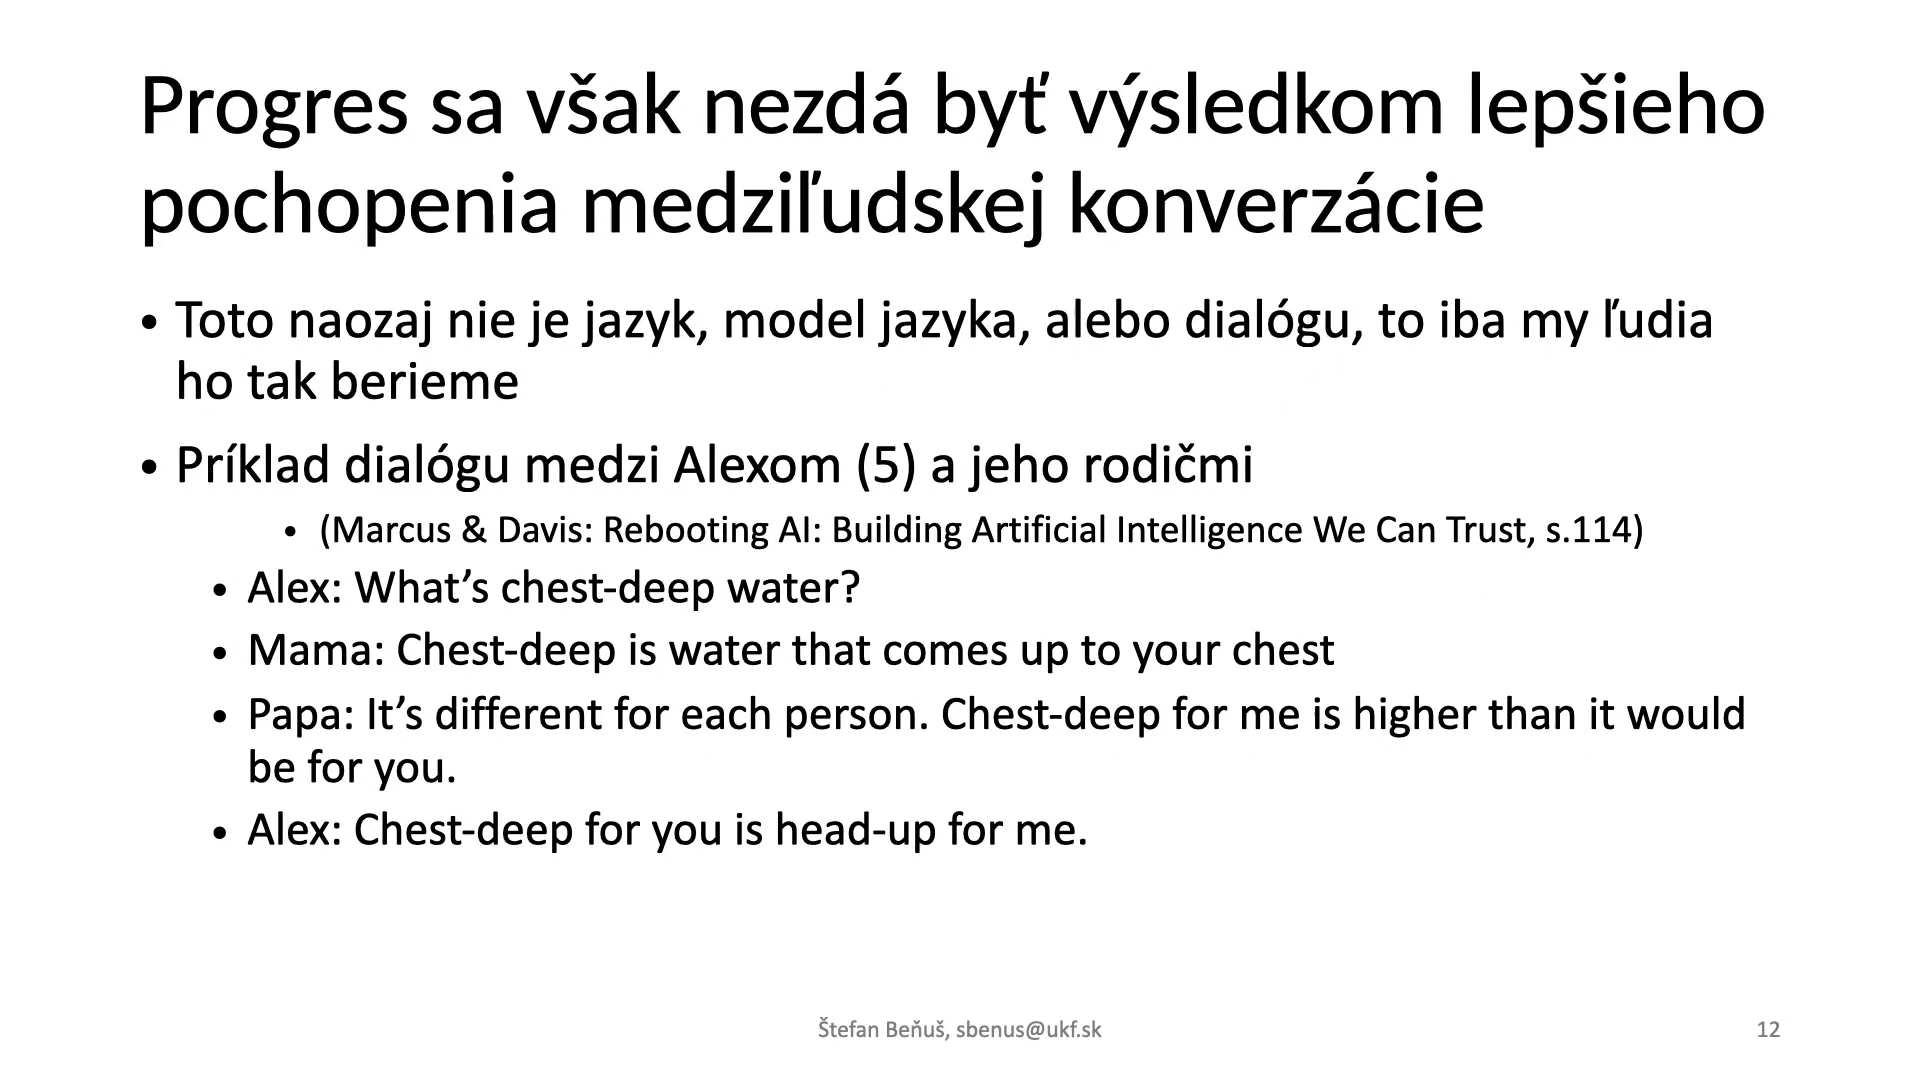 Progres sa však nezdá byť výsledkom lepšieho
pochopenia medziľudskej konverzácie
• Toto naozaj nie je jazyk, model jazyka, alebo dialógu, to iba my ľudia
ho tak berieme
• Príklad dialógu medzi Alexom (5) a jeho rodičmi
• (Marcus & Davis: Rebooting AI: Building Artificial Intelligence We Can Trust, s.114)
• Alex: What’s chest-deep water?
• Mama: Chest-deep is water that comes up to your chest
• Papa: It’s different for each person. Chest-deep for me is higher than it would
be for you.
• Alex: Chest-deep for you is head-up for me.
Štefan Beňuš, sbenus@ukf.sk
12